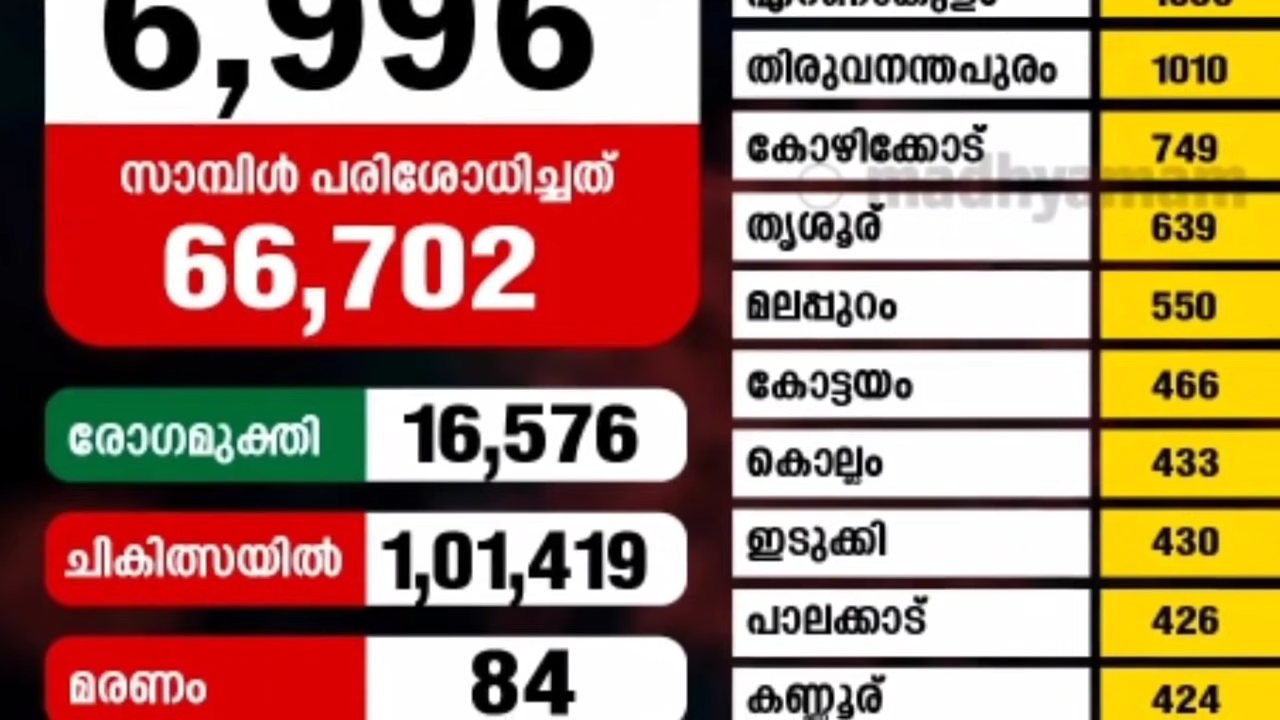 6,996
സാമ്പിൾ പരിശോധിച്ചത്
66,702
രോഗമുക്തി 16,576
ചികിത്സയിൽ 1,01,419
മരണം 84
തിരുവനന്തപുരം 1010
കോഴിക്കോട് 749
madhyamam
തൃശൂര് 639
മലപ്പുറം 550
കോട്ടയം 466
കൊല്ലം 433
ഇടുക്കി 430
പാലക്കാട് 426
കണ്ണൂര് 424